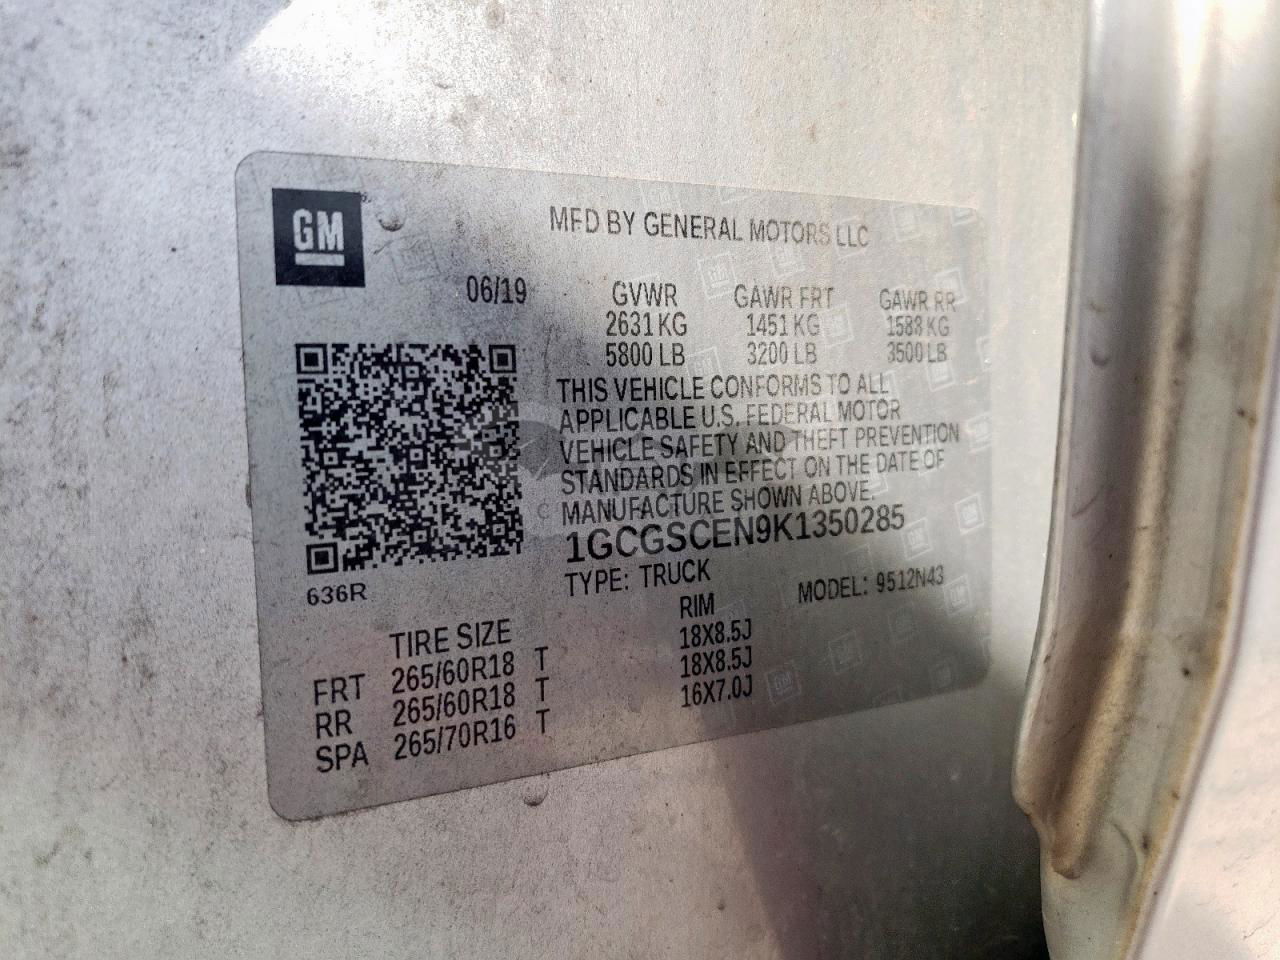 GM
MFD BY GENERAL MOTORS LLC
06/19
GVWR GAWR FRT GAWR RR
2631 KG 1451 KG 1588 KG
5800 LB 3200 LB 3500 LB
THIS VEHICLE CONFORMS TO ALL
APPLICABLE U.S. FEDERAL MOTOR
VEHICLE SAFETY AND THEFT PREVENTION
STANDARDS IN EFFECT ON THE DATE OF
MANUFACTURE SHOWN ABOVE.
1GCGSCEN9K1350285
TYPE: TRUCK MODEL: 9512N43
636R
TIRE SIZE RIM
FRT 265/60R18 T 18X8.5J
RR 265/60R18 T 18X8.5J
SPA 265/70R16 T 16X7.0J